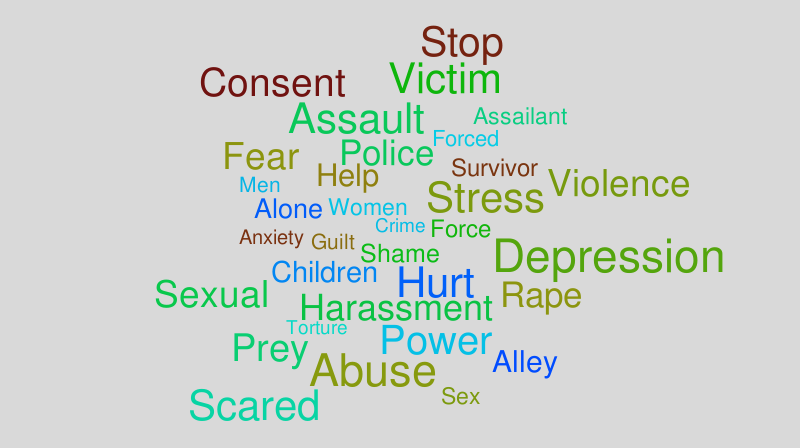 Stop
Consent Victim
Assault Assailant
Forced
Fear Police
Help Survivor
Men Stress Violence
Alone Women
Crime Force
Anxiety Guilt
Shame Depression
Children Hurt
Sexual Harassment Rape
Torture
Prey Power
Abuse Alley
Scared Sex